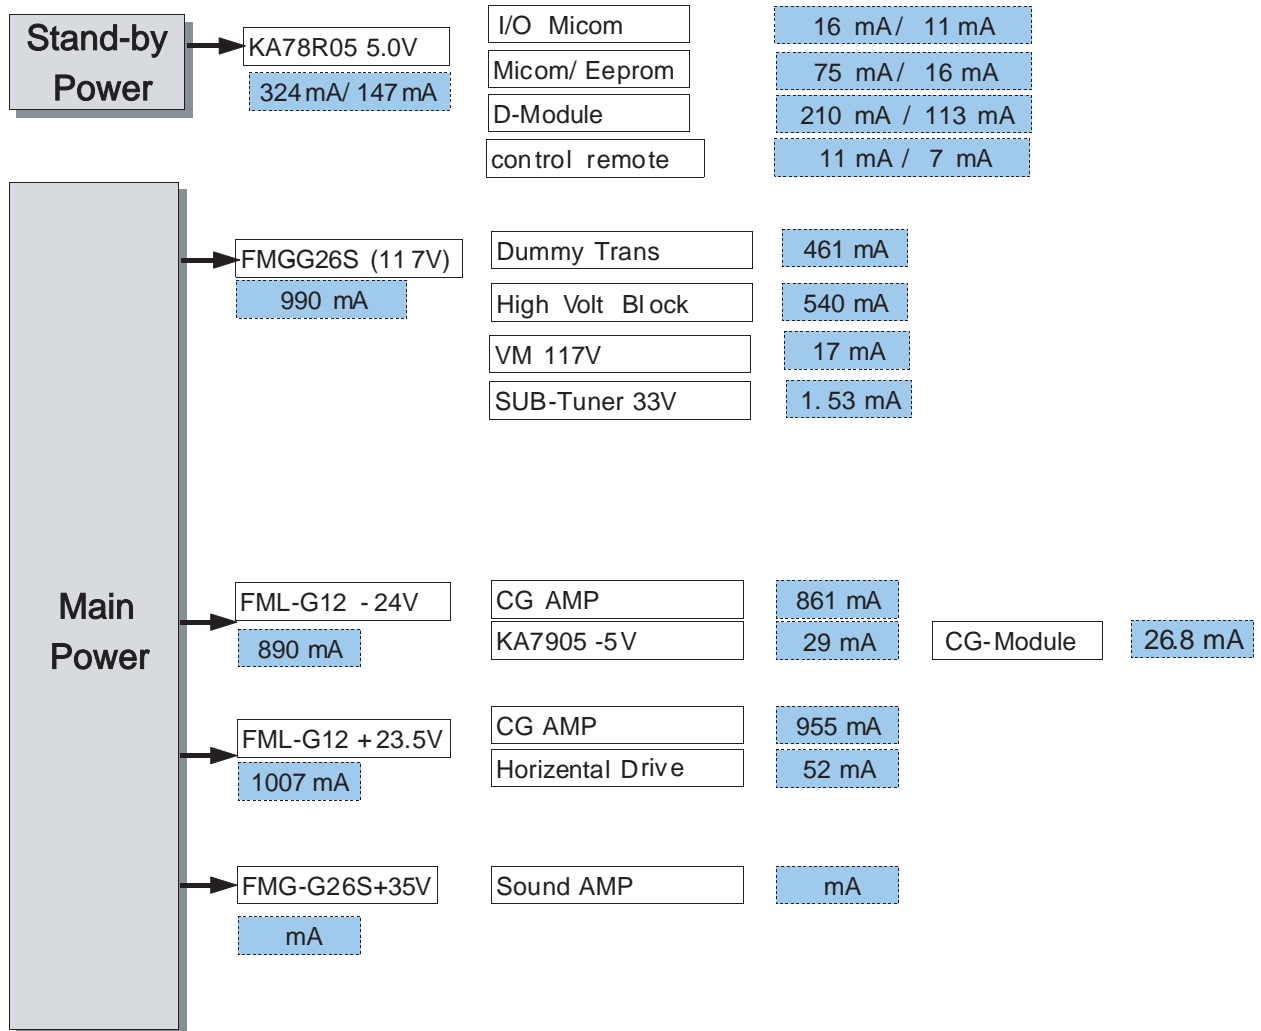 Stand-by
Power
KA78R05 5.0V
324 mA/ 147 mA
I/O Micom
16 mA / 11 mA
Micom/ Eeprom
75 mA / 16 mA
D-Module
210 mA / 113 mA
control remote
11 mA / 7 mA
Main
Power
FMGG26S (117V)
990 mA
Dummy Trans
461 mA
High Volt Block
540 mA
VM 117V
17 mA
SUB-Tuner 33V
1.53 mA
FML-G12 -24V
890 mA
CG AMP
861 mA
KA7905 -5V
29 mA
CG-Module
26.8 mA
FML-G12 +23.5V
1007 mA
CG AMP
955 mA
Horizental Drive
52 mA
FMG-G26S+35V
mA
Sound AMP
mA